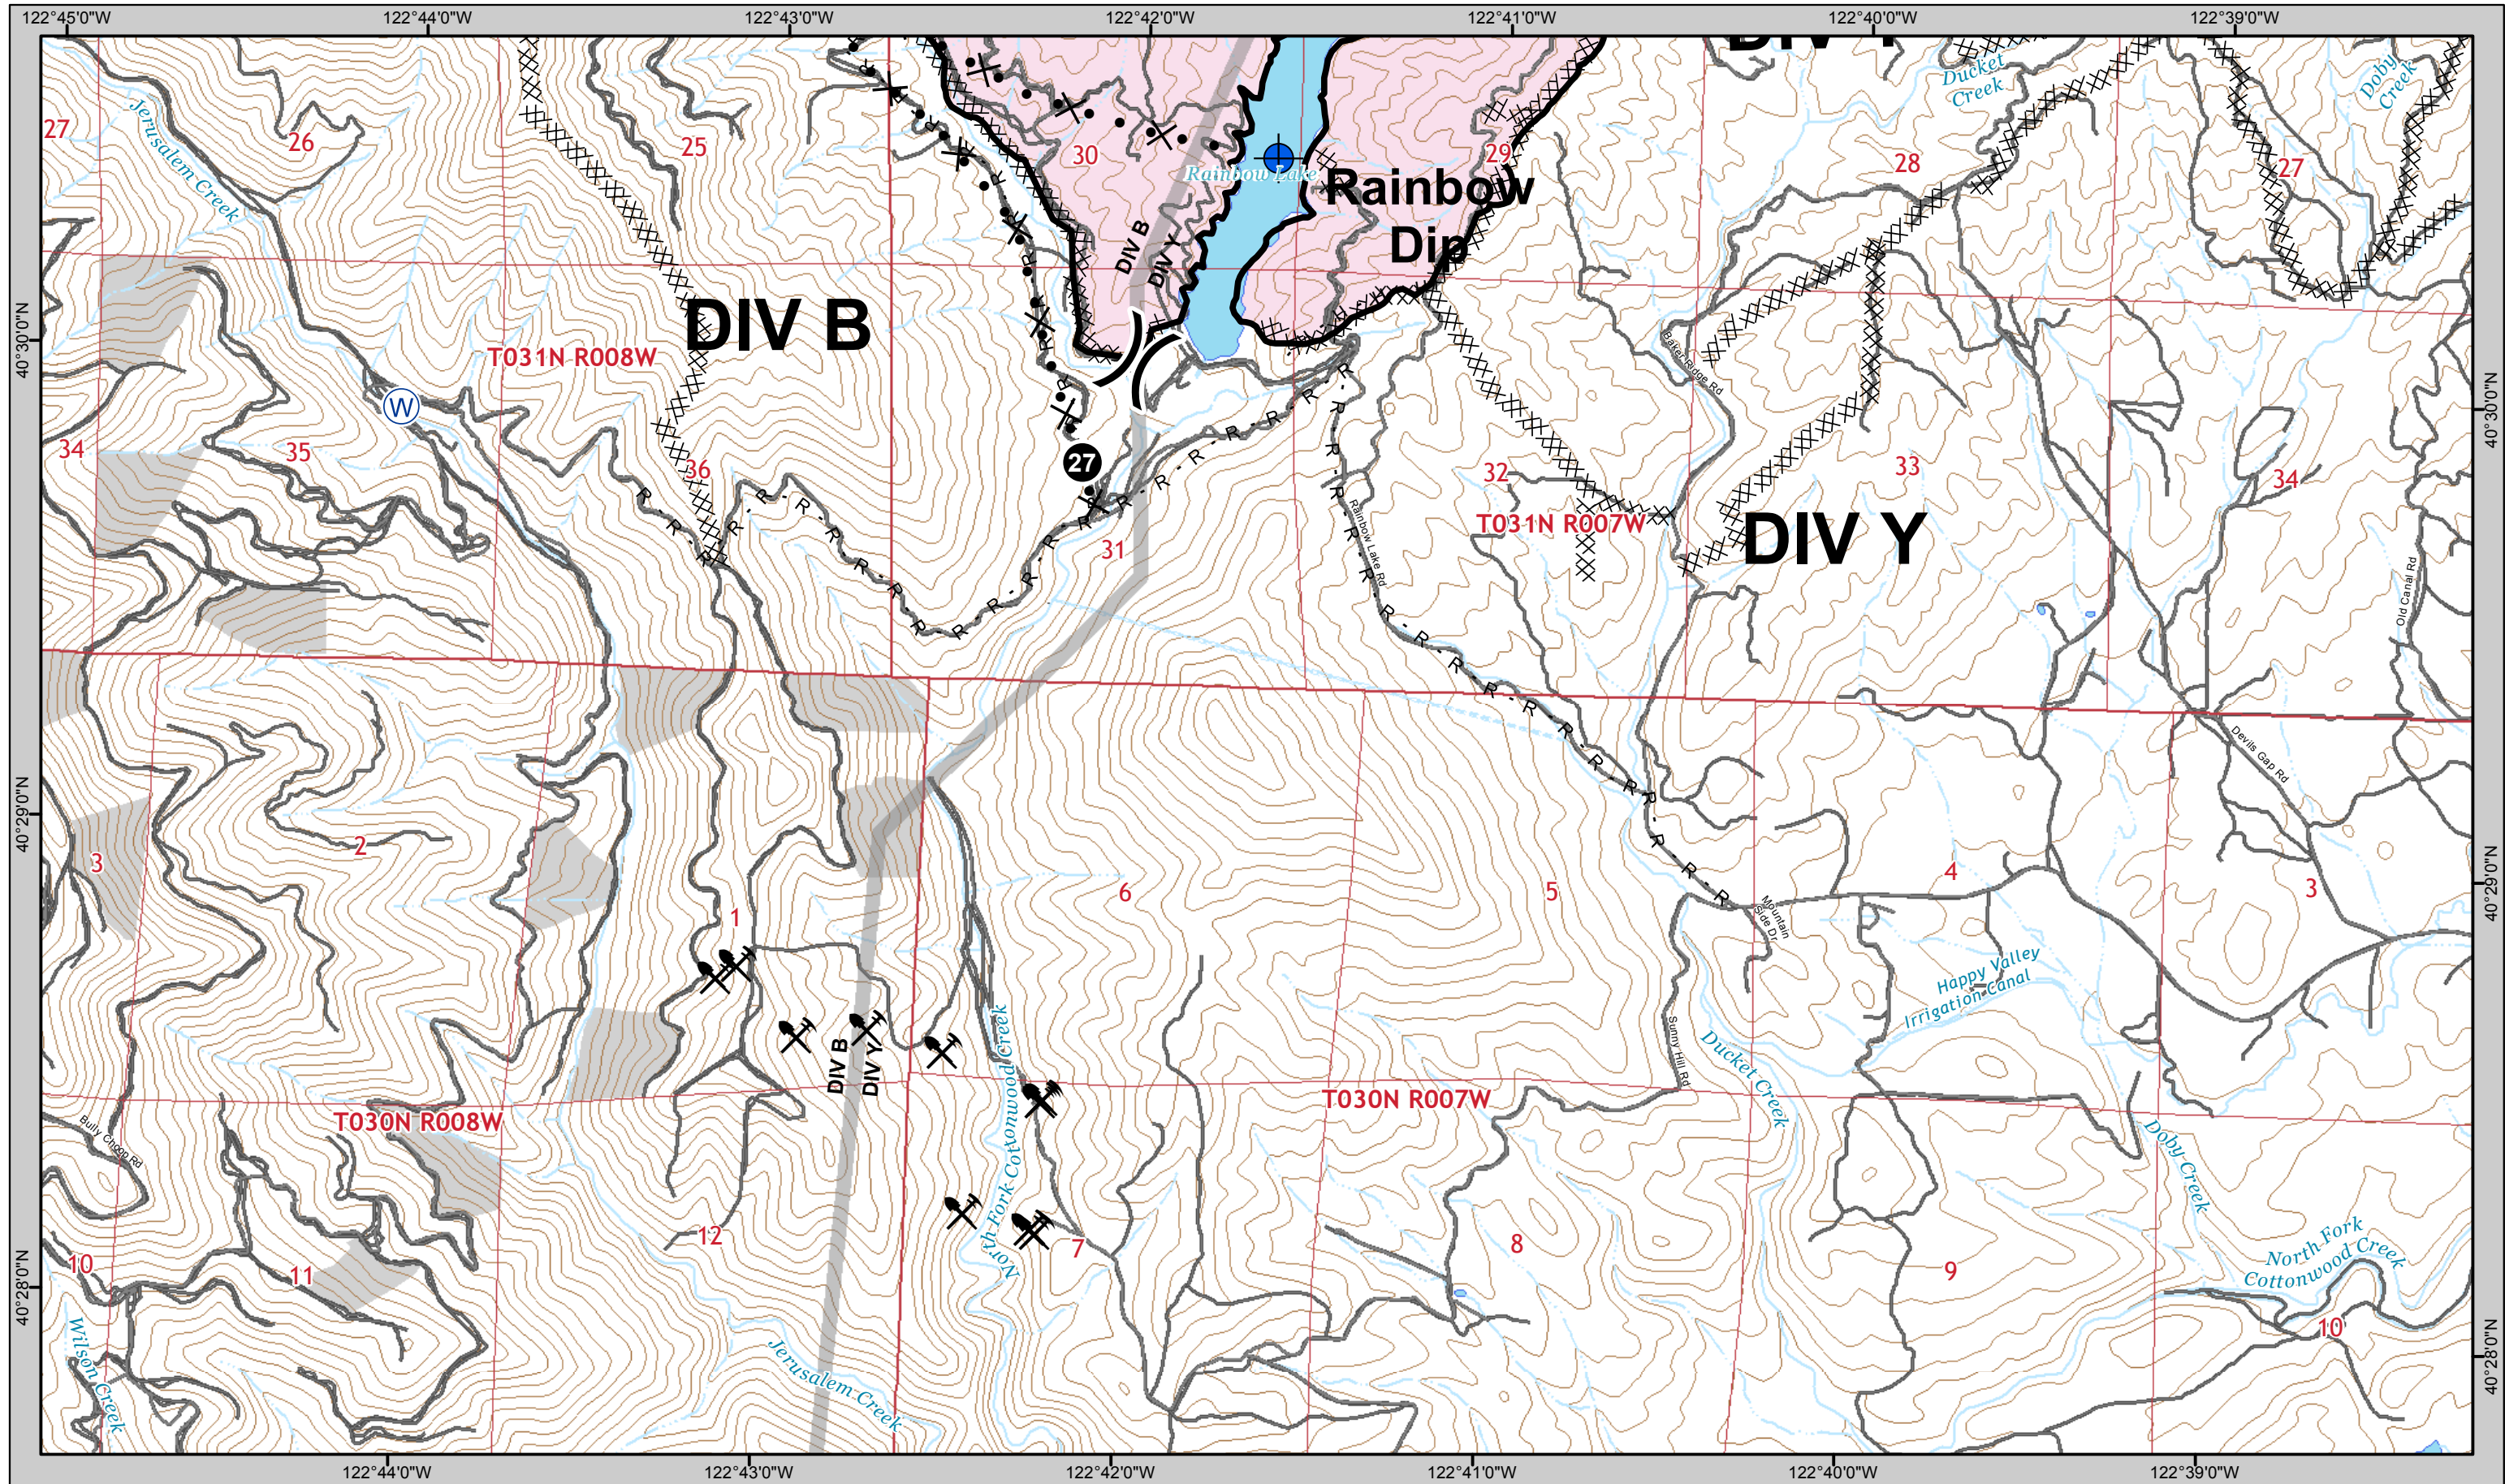 122°45'0"W
122°44'0"W
122°43'0"W
122°42'0"W
122°41'0"W
122°40'0"W
122°39'0"W
Ducket
Creek
Doby
Creek
27
Jerusalem Creek
26
25
30
29
28
27
Rainbow Lake
Rainbow
Dip
DIV B
DIV Y
40°30'0"N
DIV B
T031N R008W
Baker Ridge Rd
W
40°30'0"N
34
35
36
27
32
33
34
T031N R007W
DIV Y
31
Rainbow Lake Rd
Old Canal Rd
Devils Gap Rd
40°29'0"N
2
3
6
5
4
3
40°29'0"N
1
Mountain
Side Dr
Happy Valley
Irrigation Canal
Sunny Hill Rd
Ducket Creek
North Fork Cottonwood Creek
DIV B
DIV Y
T030N R008W
T030N R007W
Bully Choop Rd
Doby Creek
12
7
8
9
10
11
North Fork
Cottonwood Creek
40°28'0"N
10
40°28'0"N
Wilson Creek
Jerusalem Creek
122°44'0"W
122°43'0"W
122°42'0"W
122°41'0"W
122°40'0"W
122°39'0"W